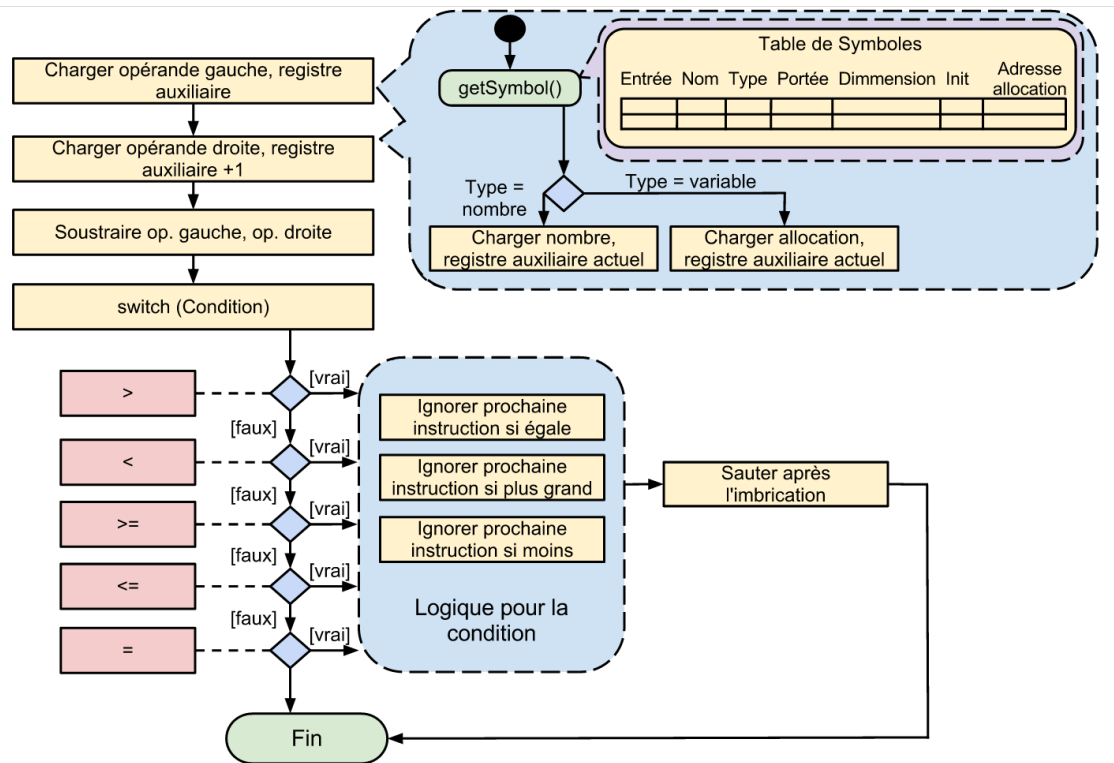 Charger opérande gauche, registre
auxiliaire
Charger opérande droite, registre
auxiliaire +1
Soustraire op. gauche, op. droite
switch (Condition)
getSymbol()
Table de Symboles
Entrée Nom Type Portée Dimmension Init Adresse
allocation
Type =
nombre
Type = variable
Charger nombre,
registre auxiliaire actuel
Charger allocation,
registre auxiliaire actuel
>
[vrai]
[faux]
<
[vrai]
[faux]
>=
[vrai]
[faux]
<=
[vrai]
[faux]
=
[vrai]
Ignorer prochaine
instruction si égale
Ignorer prochaine
instruction si plus grand
Ignorer prochaine
instruction si moins
Logique pour la
condition
Sauter après
l'imbrication
Fin